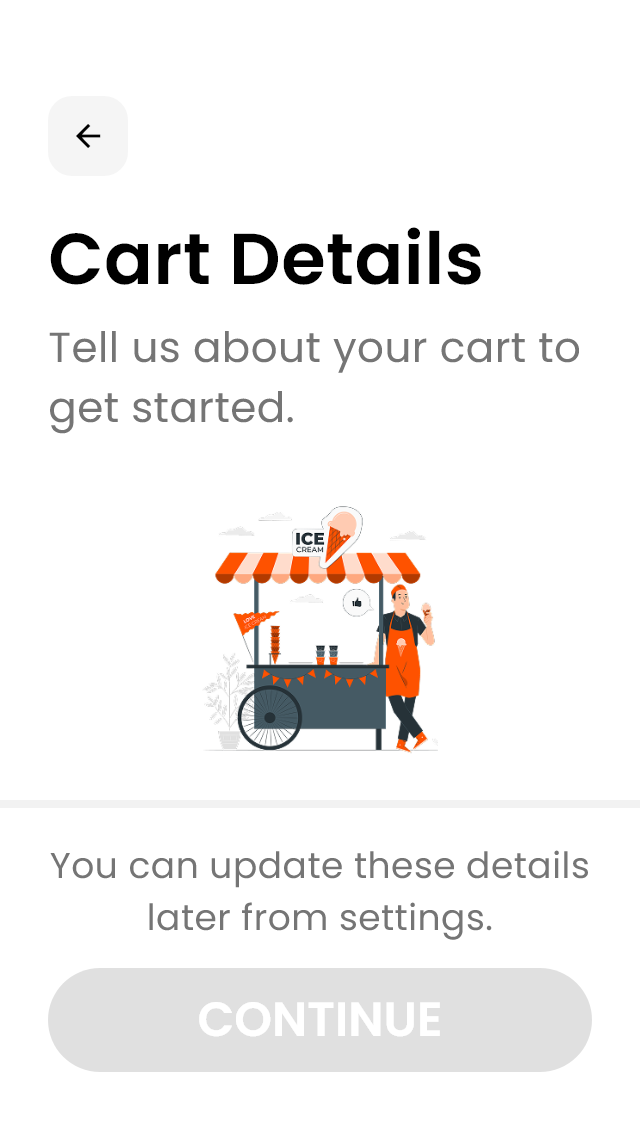 Cart Details
Tell us about your cart to
get started.
ICE
CREAM
You can update these details
later from settings.
CONTINUE